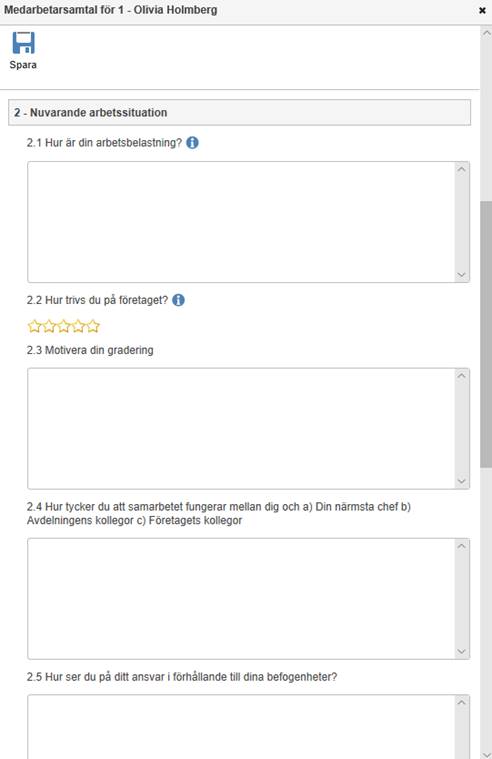 Medarbetarsamtal för 1 - Olivia Holmberg
Spara
2 - Nuvarande arbetssituation
2.1 Hur är din arbetsbelastning?
2.2 Hur trivs du på företaget?
2.3 Motivera din gradering
2.4 Hur tycker du att samarbetet fungerar mellan dig och a) Din närmsta chef b)
Avdelningens kollegor c) Företagets kollegor
2.5 Hur ser du på ditt ansvar i förhållande till dina befogenheter?